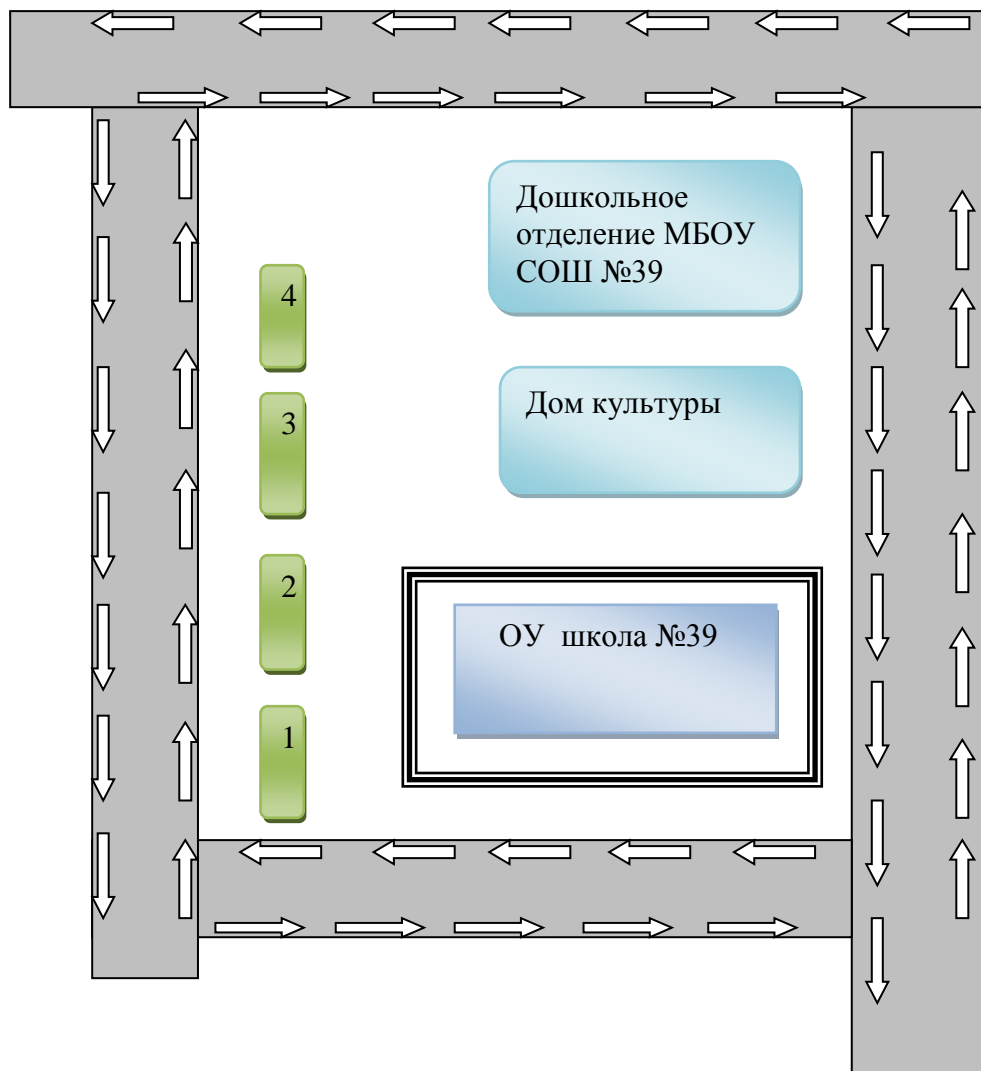 Дошкольное
отделение МБОУ
СОШ №39
4
Дом культуры
3
2
ОУ школа №39
1